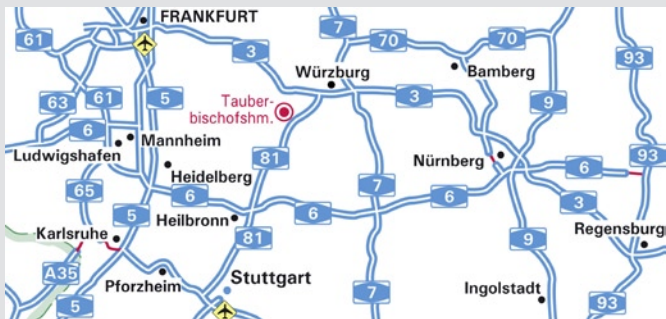 FRANKFURT
61
7
70
70
3
93
Würzburg
Bamberg
63
61
5
Tauber-
bischofshm.
3
9
6
Mannheim
Ludwigshafen
81
Nürnberg
93
6
Heidelberg
65
6
7
3
5
Heilbronn
6
6
Karlsruhe
81
9
Regensburg
A35
Pforzheim
Stuttgart
Ingolstadt
5
7
93